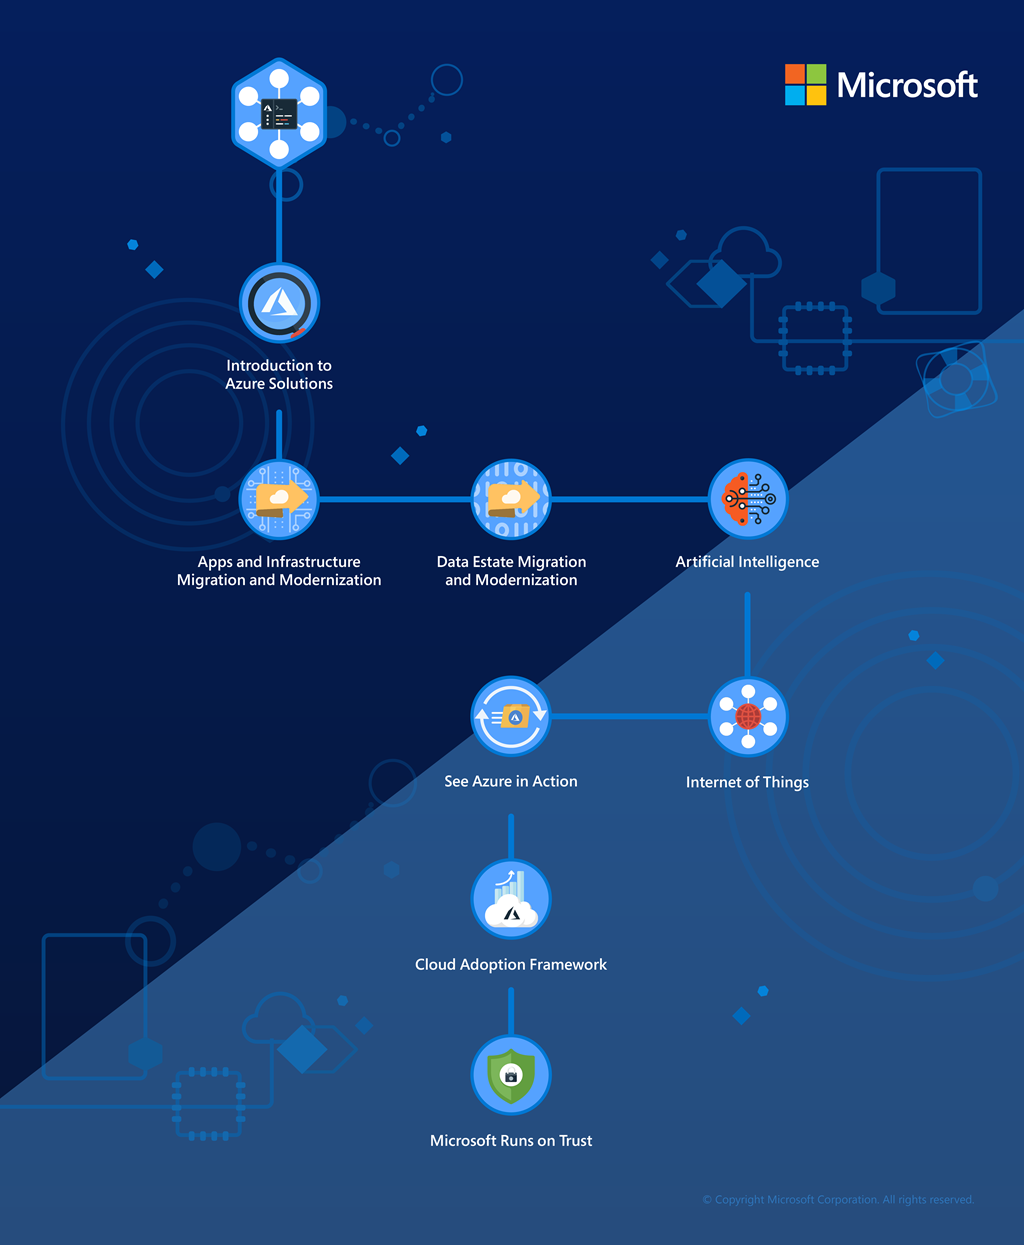 Microsoft
Introduction to
Azure Solutions
Apps and Infrastructure
Migration and Modernization
Data Estate Migration
and Modernization
Artificial Intelligence
See Azure in Action
Internet of Things
Cloud Adoption Framework
Microsoft Runs on Trust
© Copyright Microsoft Corporation. All rights reserved.